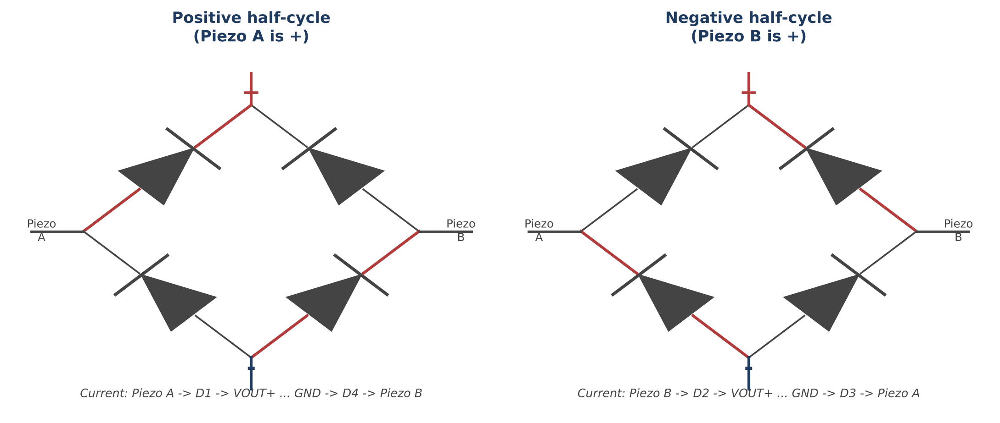 Positive half-cycle
(Piezo A is +)
Negative half-cycle
(Piezo B is +)
Piezo
A
Piezo
B
Piezo
A
Piezo
B
Current: Piezo A -> D1 -> VOUT+ ... GND -> D4 -> Piezo B
Current: Piezo B -> D2 -> VOUT+ ... GND -> D3 -> Piezo A